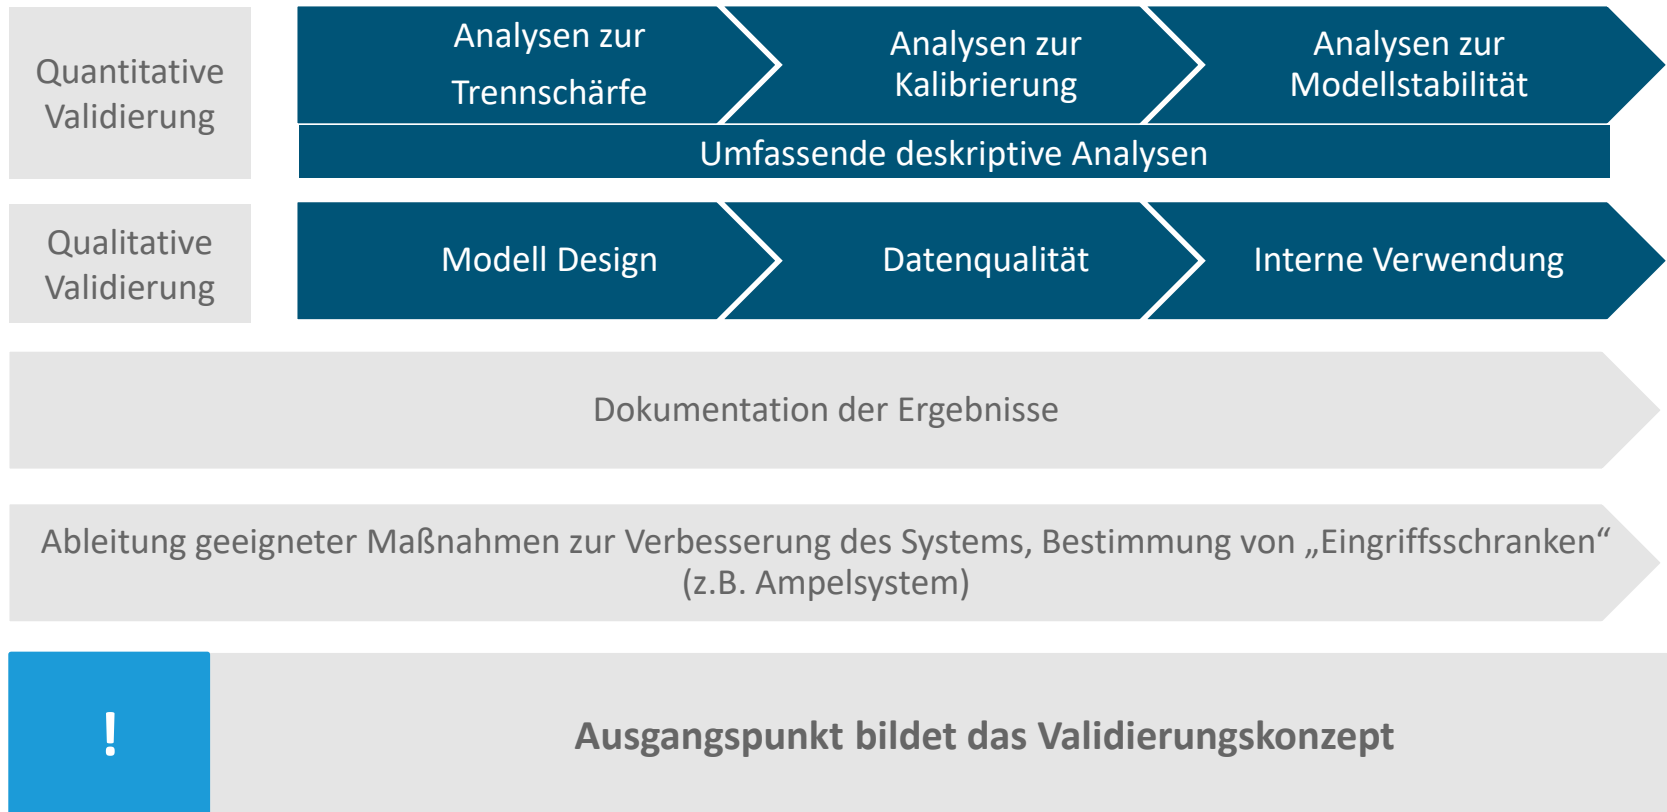 Quantitative
Validierung
Analysen zur
Trennschärfe
Analysen zur
Kalibrierung
Analysen zur
Modellstabilität
Umfassende deskriptive Analysen
Qualitative
Validierung
Modell Design
Datenqualität
Interne Verwendung
Dokumentation der Ergebnisse
Ableitung geeigneter Maßnahmen zur Verbesserung des Systems, Bestimmung von „Eingriffsschranken“
(z.B. Ampelsystem)
!
Ausgangspunkt bildet das Validierungskonzept